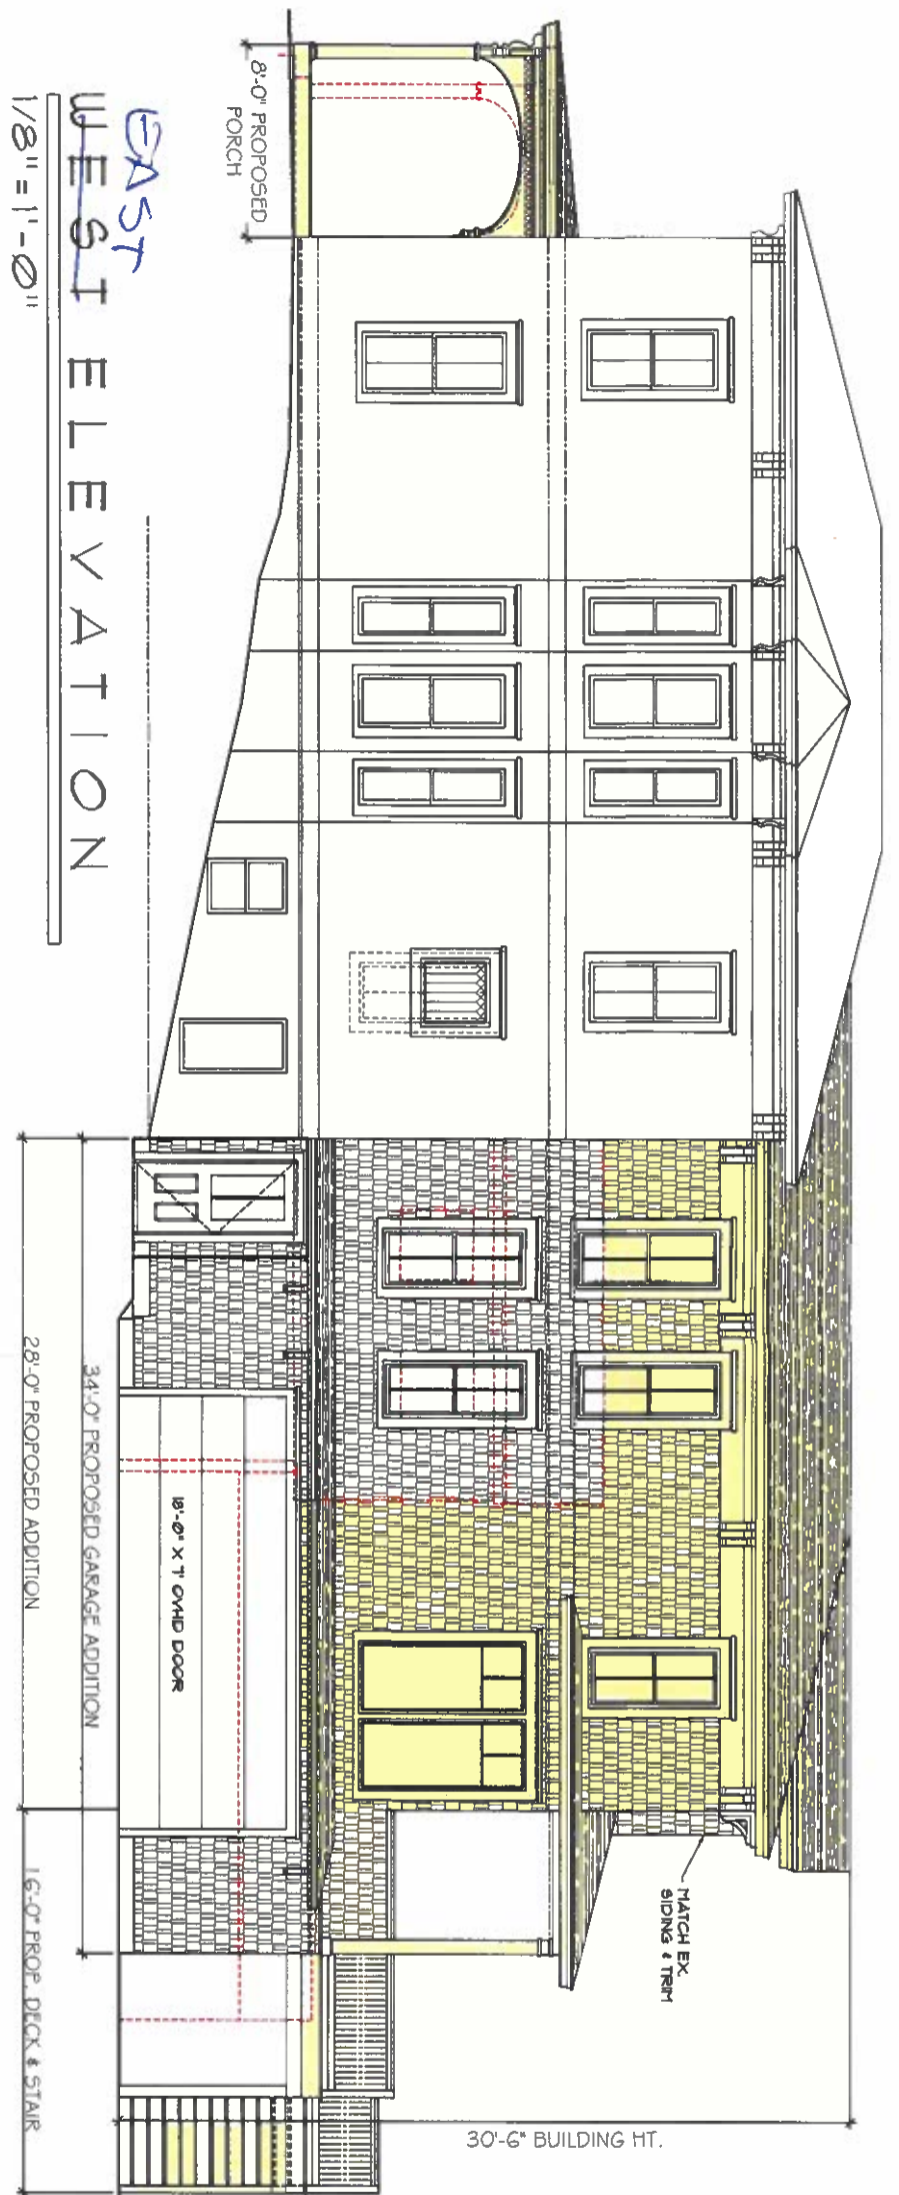 8'-0" PROPOSED
PORCH
EAST
WEST ELEVATION
1/8" = 1'-0"
18'-0" X 7' OVHD DOOR
34'-0" PROPOSED GARAGE ADDITION
28'-0" PROPOSED ADDITION
16'-0" PROP. DECK & STAIR
MATCH EX.
SIDING & TRIM
30'-6" BUILDING HT.